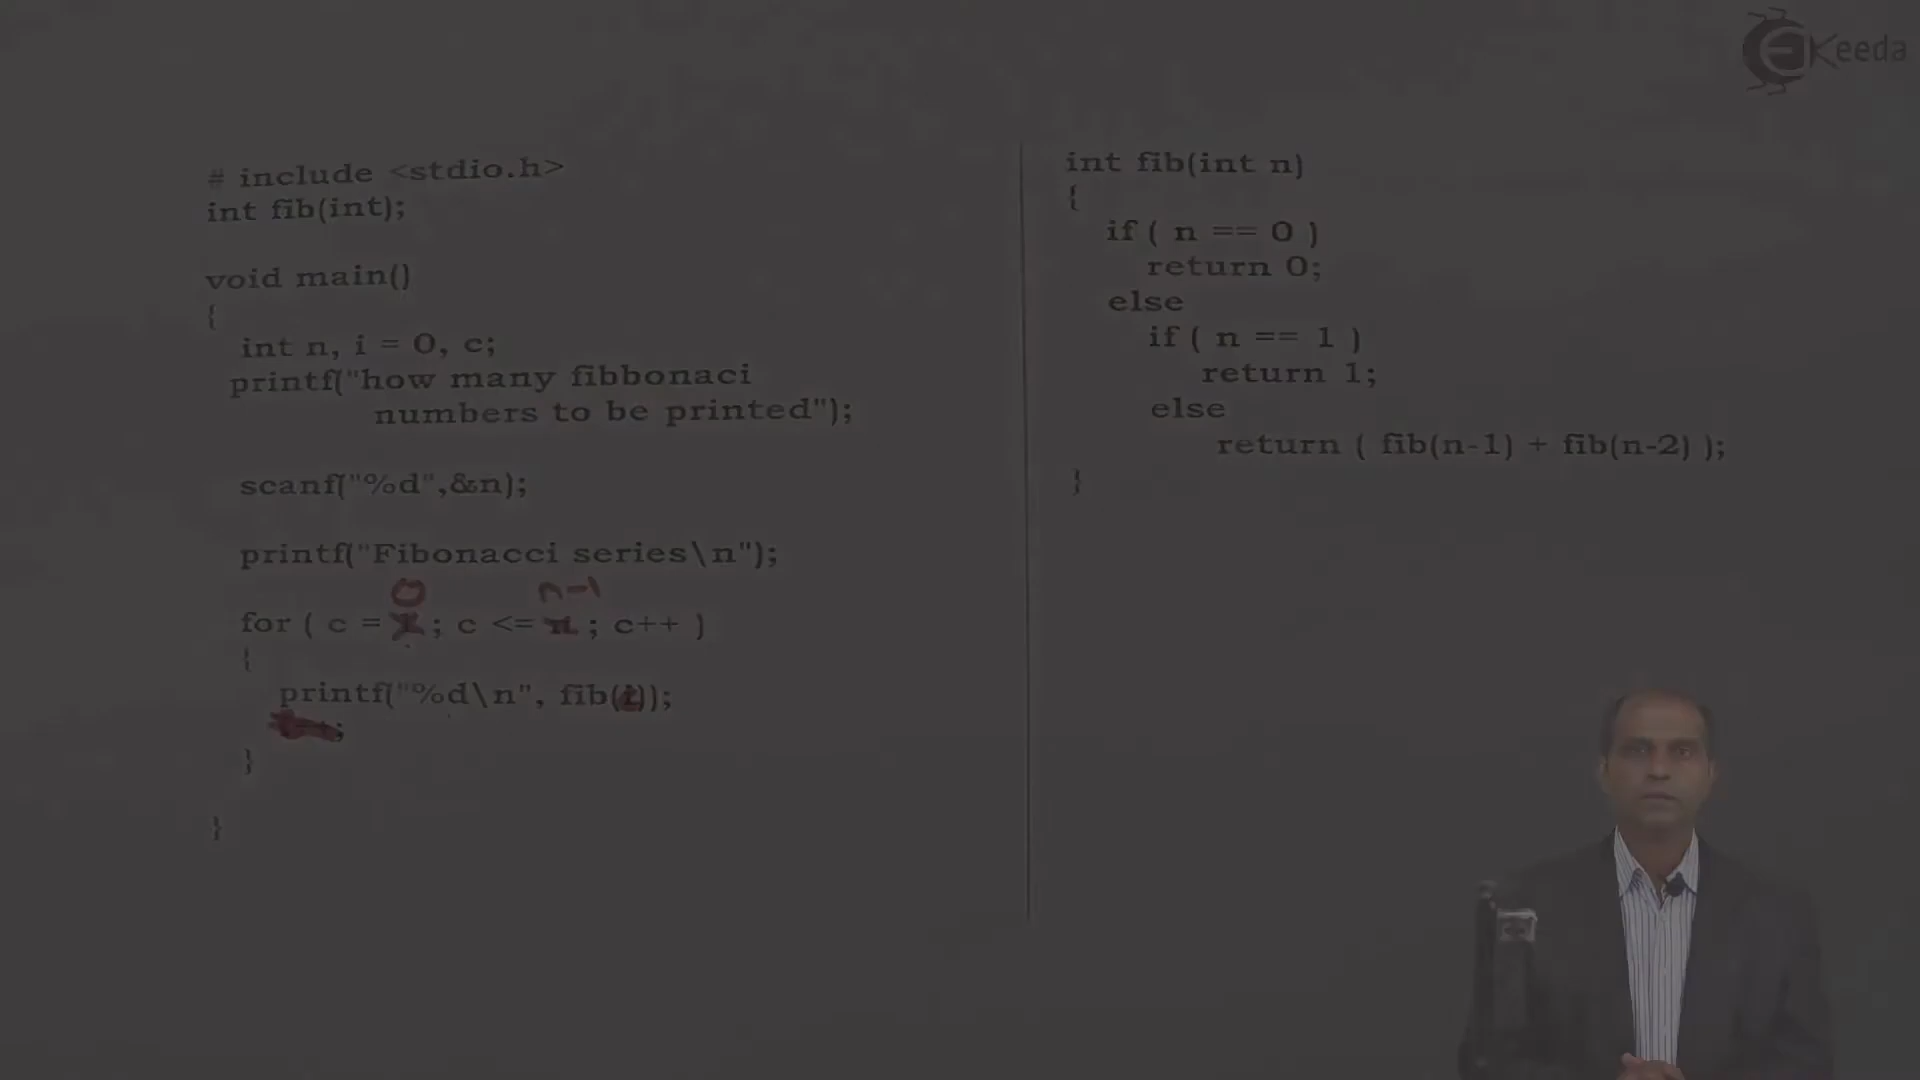 Keeda
# include <stdio.h>
int fib(int);
void main()
{
int n, i = 0, c;
printf("how many fibbonaci
numbers to be printed");
scanf("%d",&n);
printf("Fibonacci series\n");
0 n-1
for ( c = ; c <= ; c++ )
{
printf("%d\n", fib( ));
;
}
}
int fib(int n)
{
if ( n == 0 )
return 0;
else
if ( n == 1 )
return 1;
else
return ( fib(n-1) + fib(n-2) );
}